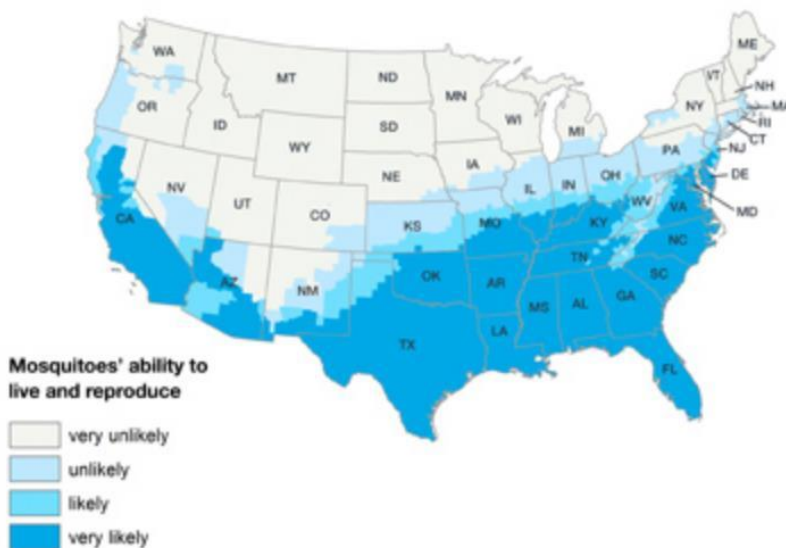 WA
ME
MT
ND
VT
NH
OR
MN
ID
SD
WI
NY
MA
WY
MI
RI
CT
IA
PA
NE
NJ
NV
OH
UT
IL
IN
DE
CO
WV
CA
KS
MO
KY
VA
MD
NC
TN
AZ
OK
NM
AR
SC
MS
AL
GA
TX
LA
FL
Mosquitoes' ability to
live and reproduce
very unlikely
unlikely
likely
very likely